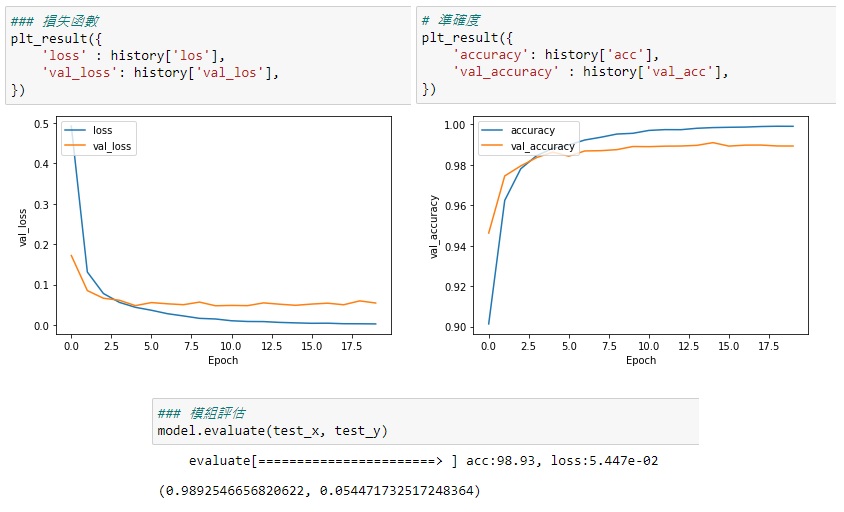 ### 損失函數
plt_result({
    'loss' : history['los'],
    'val_loss': history['val_los'],
})
0.5
0.4
0.3
0.2
0.1
0.0
val_loss
loss
val_loss
0.0 2.5 5.0 7.5 10.0 12.5 15.0 17.5
Epoch
# 準確度
plt_result({
    'accuracy': history['acc'],
    'val_accuracy' : history['val_acc'],
})
1.00
0.98
0.96
0.94
0.92
0.90
val_accuracy
accuracy
val_accuracy
0.0 2.5 5.0 7.5 10.0 12.5 15.0 17.5
Epoch
### 模組評估
model.evaluate(test_x, test_y)
evaluate[=======================> ] acc:98.93, loss:5.447e-02
(0.9892546656820622, 0.054471732517248364)